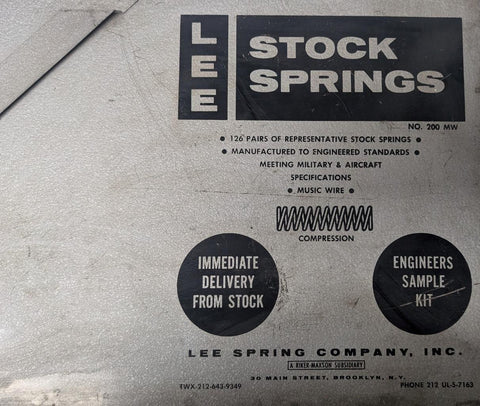 LEE
STOCK
SPRINGS
NO. 200 MW
• 126 PAIRS OF REPRESENTATIVE STOCK SPRINGS •
• MANUFACTURED TO ENGINEERED STANDARDS •
MEETING MILITARY & AIRCRAFT
SPECIFICATIONS
• MUSIC WIRE •
COMPRESSION
IMMEDIATE
DELIVERY
FROM STOCK
ENGINEERS
SAMPLE
KIT
LEE SPRING COMPANY, INC.
A RIKER-MAXSON SUBSIDIARY
30 MAIN STREET, BROOKLYN, N.Y.
TWX-212-643-9349
PHONE 212 UL-5-7163